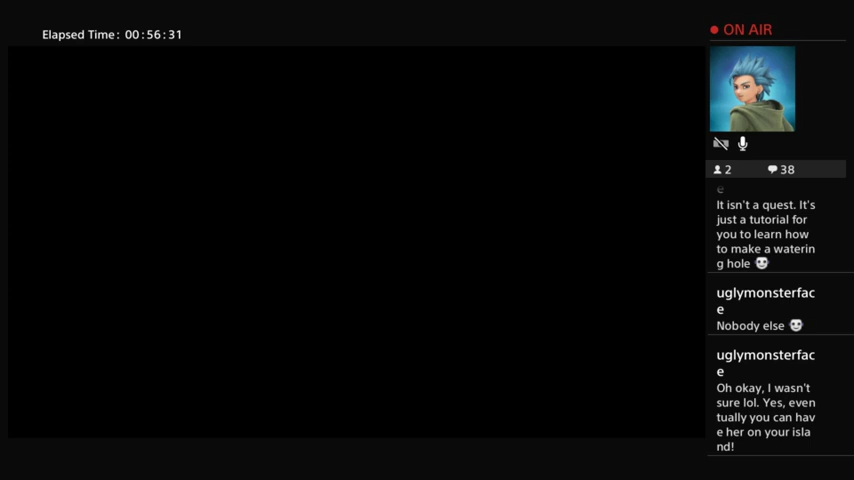 Elapsed Time: 00:56:31
ON AIR
2 38
e
It isn't a quest. It's
just a tutorial for
you to learn how
to make a waterin
g hole
uglymonsterfac
e
Nobody else
uglymonsterfac
e
Oh okay, I wasn't
sure lol. Yes, even
tually you can hav
e her on your isla
nd!